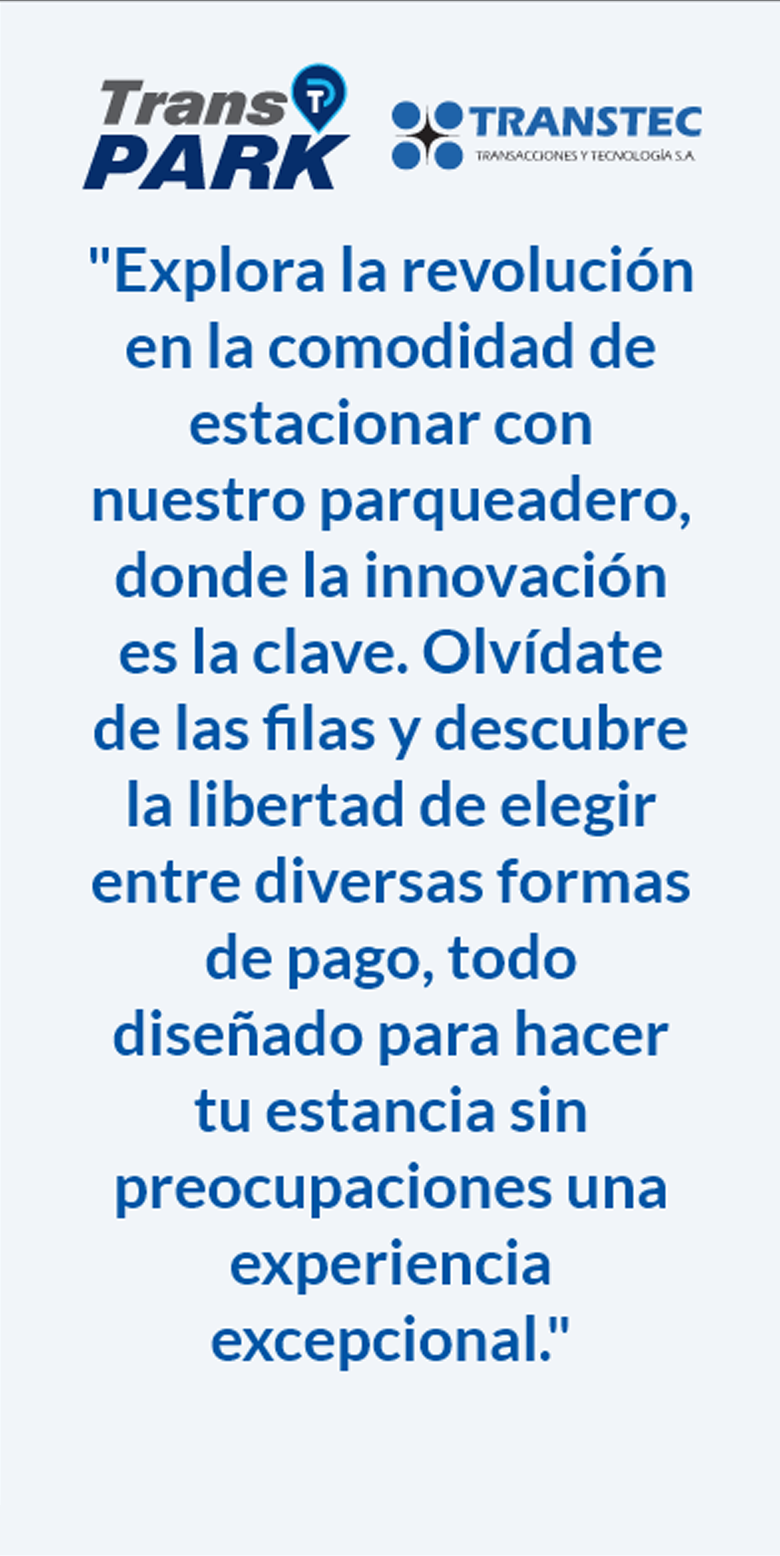 Trans
PARK
TRANSTEC
TRANSACCIONES Y TECNOLOGÍA S.A.
"Explora la revolución
en la comodidad de
estacionar con
nuestro parqueadero,
donde la innovación
es la clave. Olvídate
de las filas y descubre
la libertad de elegir
entre diversas formas
de pago, todo
diseñado para hacer
tu estancia sin
preocupaciones una
experiencia
excepcional."